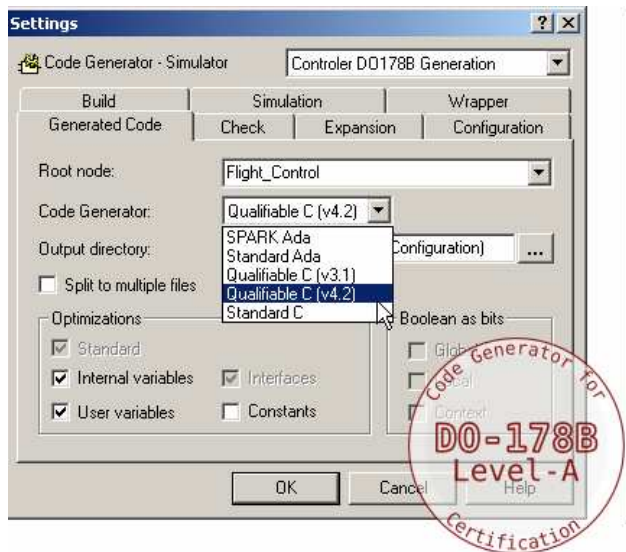 Settings
Code Generator - Simulator
Controler DO178B Generation
Build Simulation Wrapper
Generated Code Check Expansion Configuration
Root node: Flight_Control
Code Generator: Qualifiable C (v4.2)
SPARK Ada
Standard Ada
Qualifiable C (v3.1)
Qualifiable C (v4.2)
Standard C
Output directory: Configuration) ...
Split to multiple files
Optimizations
Standard
Internal variables Interfaces
User variables Constants
Boolean as bits
Context
OK Cancel Help
Code Generator for
DO-178B
Level-A
Certification